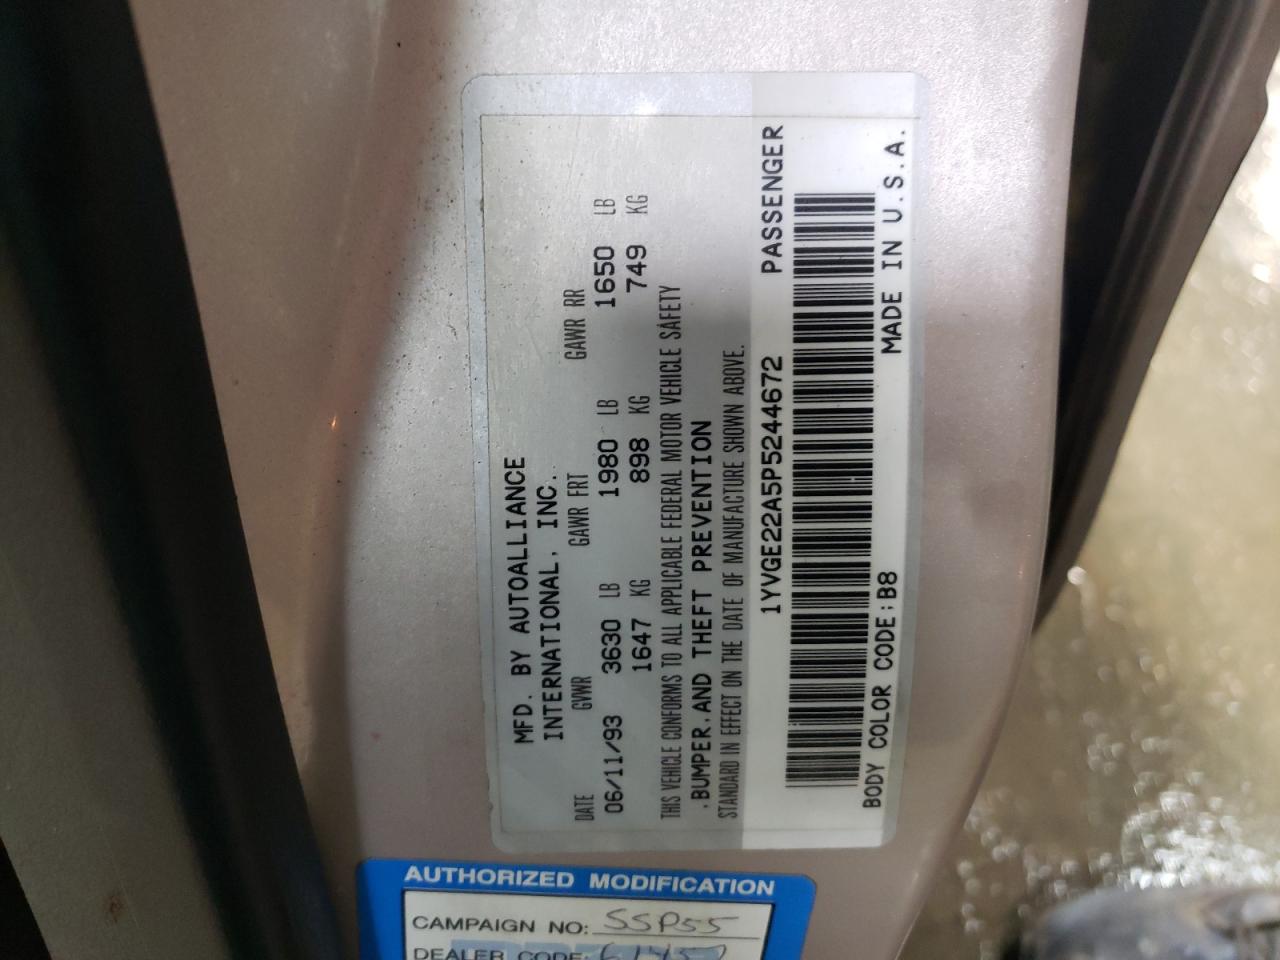 MFD. BY AUTOALLIANCE
INTERNATIONAL, INC.
DATE GVWR GAWR FRT GAWR RR
06/11/93 3630 LB 1980 LB 1650 LB
1647 KG 898 KG 749 KG
THIS VEHICLE CONFORMS TO ALL APPLICABLE FEDERAL MOTOR VEHICLE SAFETY
,BUMPER,AND THEFT PREVENTION
STANDARD IN EFFECT ON THE DATE OF MANUFACTURE SHOWN ABOVE.
1YVGE22A5P5244672 PASSENGER
BODY COLOR CODE:B8 MADE IN U.S.A.
AUTHORIZED MODIFICATION
CAMPAIGN NO: SSP55
DEALER CODE: